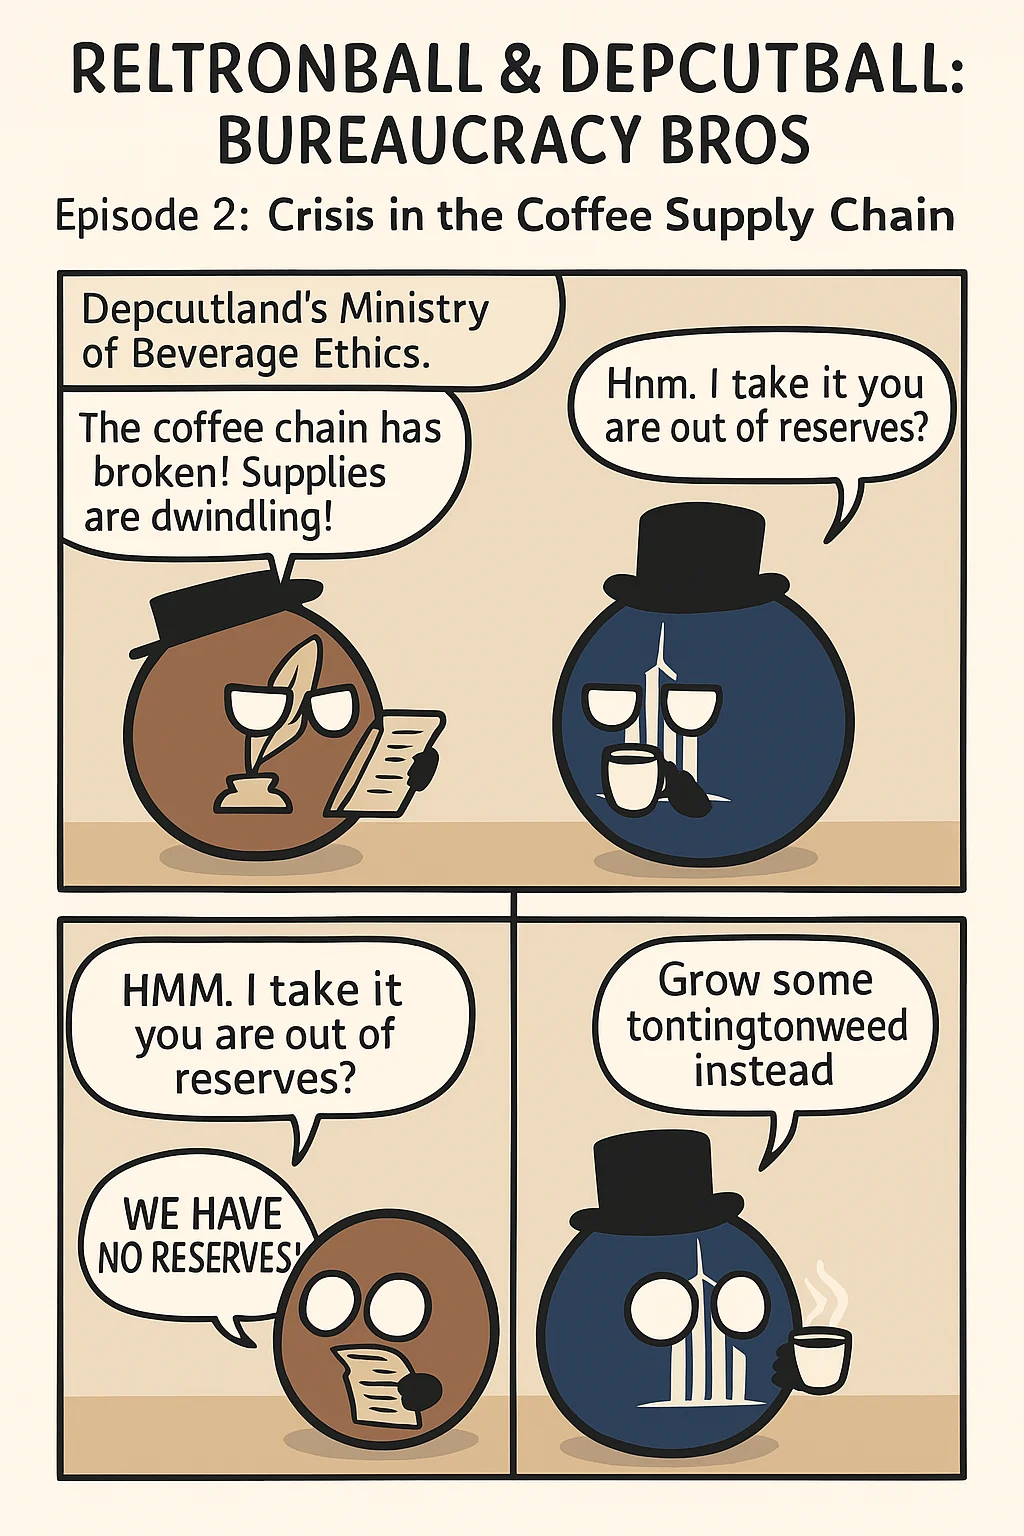 RELTRONBALL & DEPCUTBALL:
BUREAUCRACY BROS
Episode 2: Crisis in the Coffee Supply Chain
Depcutland's Ministry
of Beverage Ethics.
The coffee chain has
broken! Supplies
are dwindling!
Hnm. I take it you
are out of reserves?
HMM. I take it
you are out of
reserves?
WE HAVE
NO RESERVES!
Grow some
tontingtonweed
instead